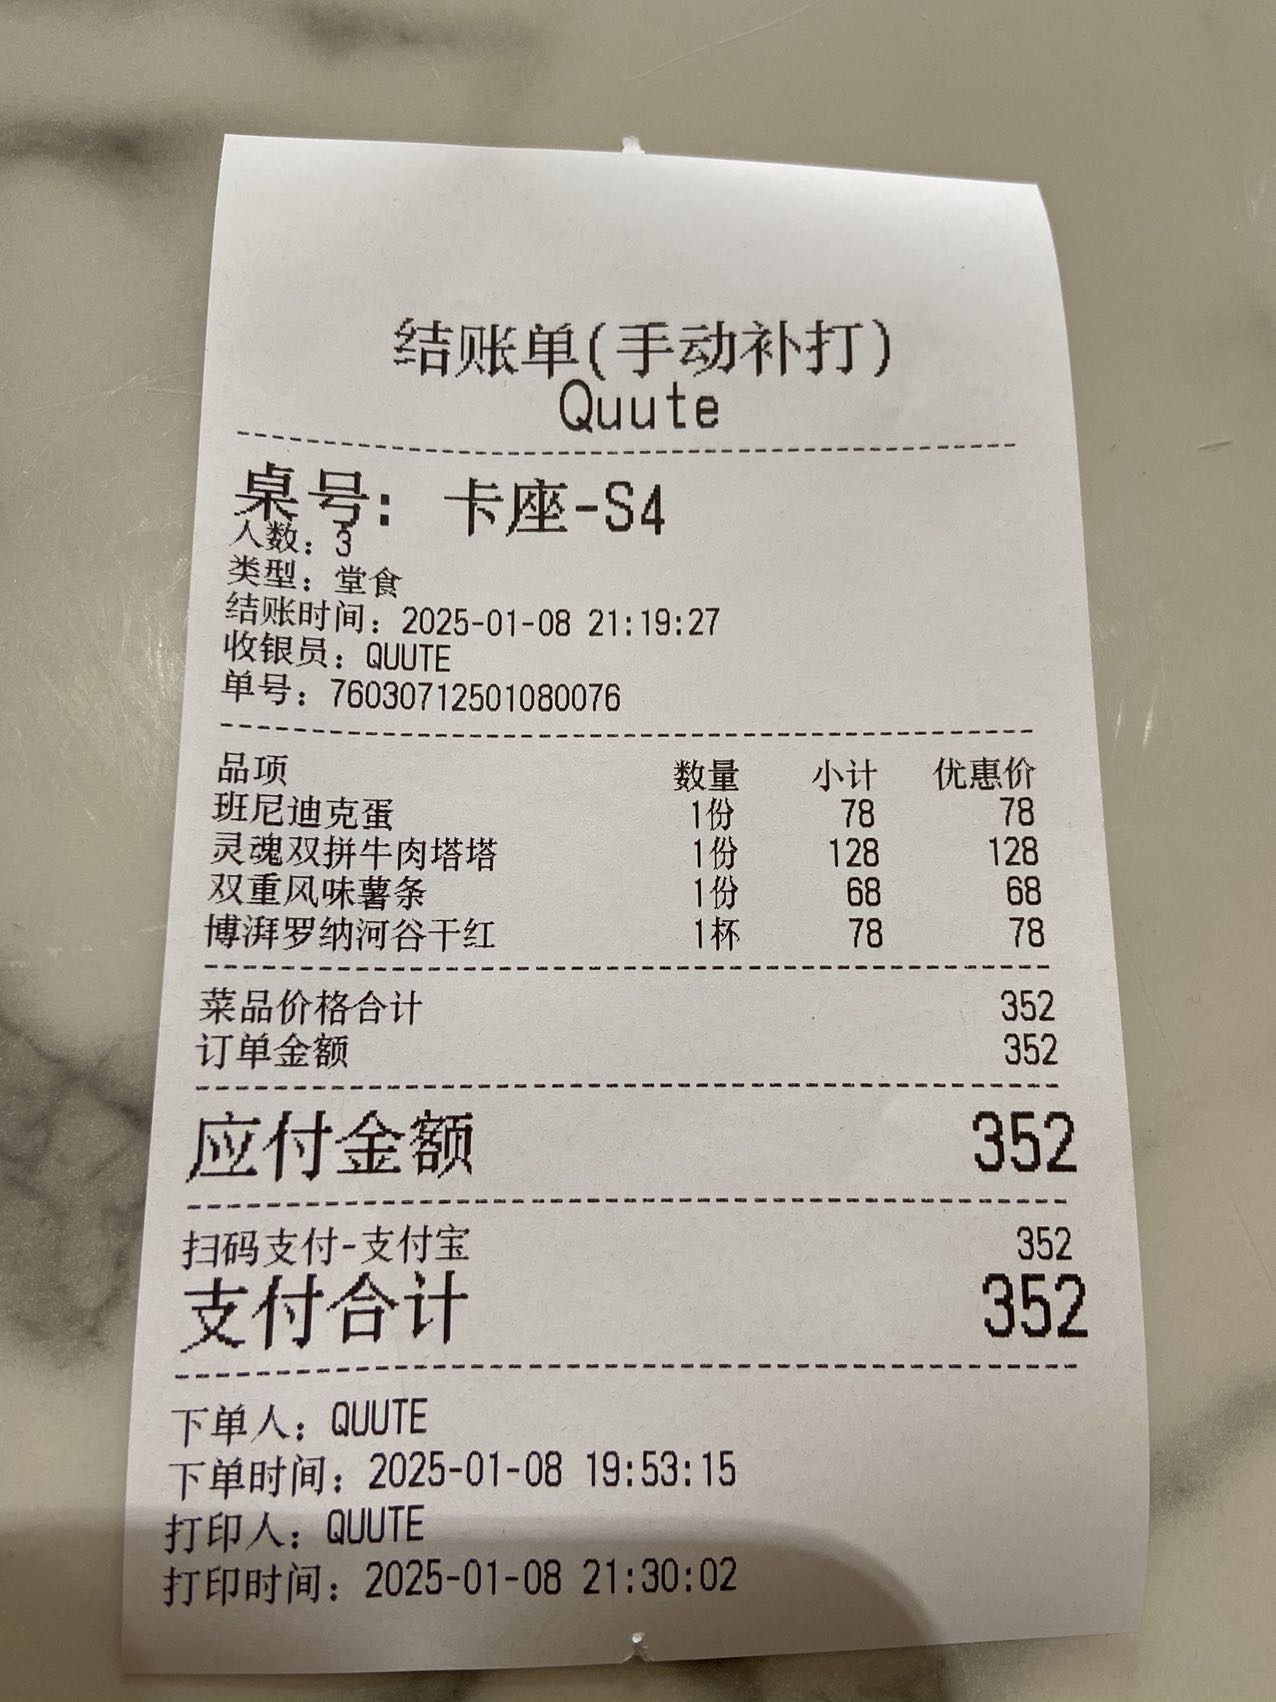 结账单(手动补打)
Quute
桌号: 卡座-S4
人数: 3
类型: 堂食
结账时间: 2025-01-08 21:19:27
收银员: QUUTE
单号: 76030712501080076
品项 数量 小计 优惠价
班尼迪克蛋 1份 78 78
灵魂双拼牛肉塔塔 1份 128 128
双重风味薯条 1份 68 68
博湃罗纳河谷干红 1杯 78 78
菜品价格合计 352
订单金额 352
应付金额 352
扫码支付-支付宝 352
支付合计 352
下单人: QUUTE
下单时间: 2025-01-08 19:53:15
打印人: QUUTE
打印时间: 2025-01-08 21:30:02